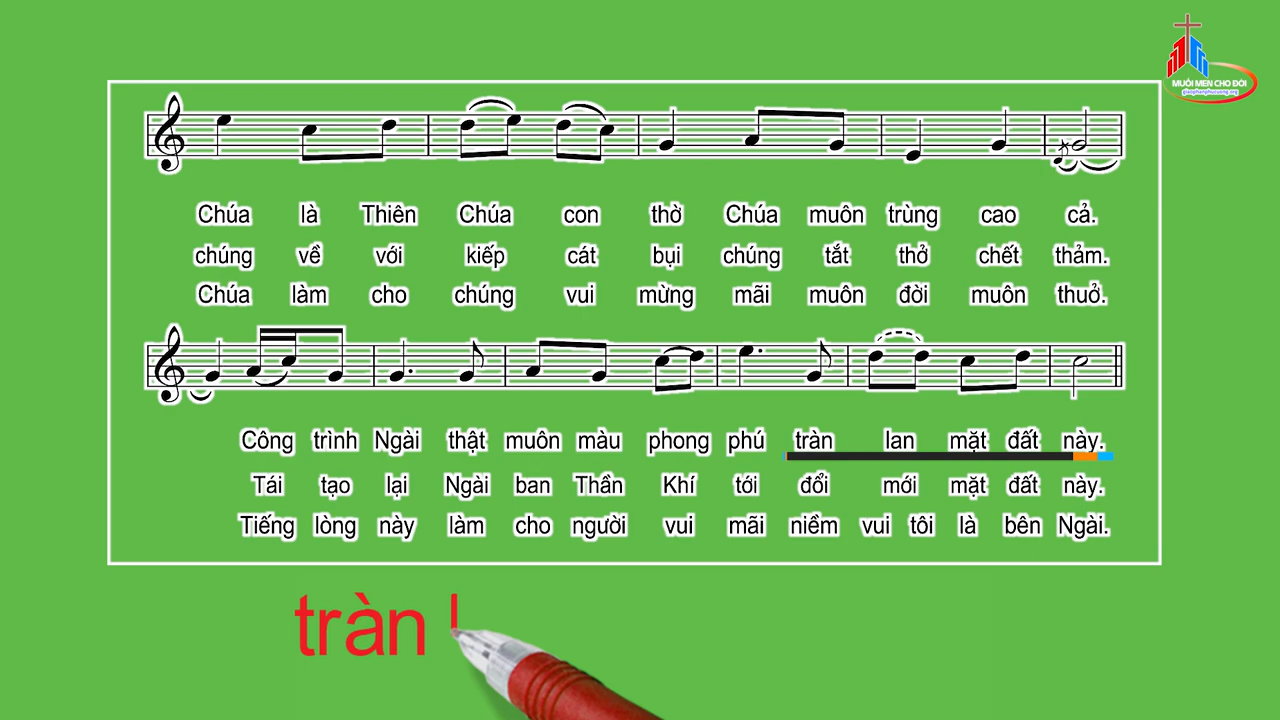 MUỐI MEN CHO ĐỜI
giaophanphucuong.org
Chúa là Thiên Chúa con thờ Chúa muôn trùng cao cả.
chúng về với kiếp cát bụi chúng tắt thở chết thảm.
Chúa làm cho chúng vui mừng mãi muôn đời muôn thuở.
Công trình Ngài thật muôn màu phong phú tràn lan mặt đất này.
Tái tạo lại Ngài ban Thần Khí tới đổi mới mặt đất này.
Tiếng lòng này làm cho người vui mãi niềm vui tôi là bên Ngài.
tràn l